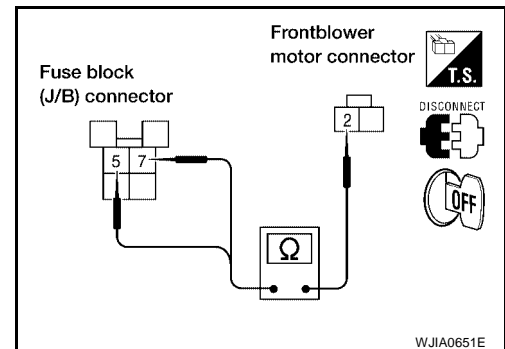 Frontblower
motor connector
T.S.
Fuse block
(J/B) connector
DISCONNECT
2
5 7
OFF
Ω
WJIA0651E